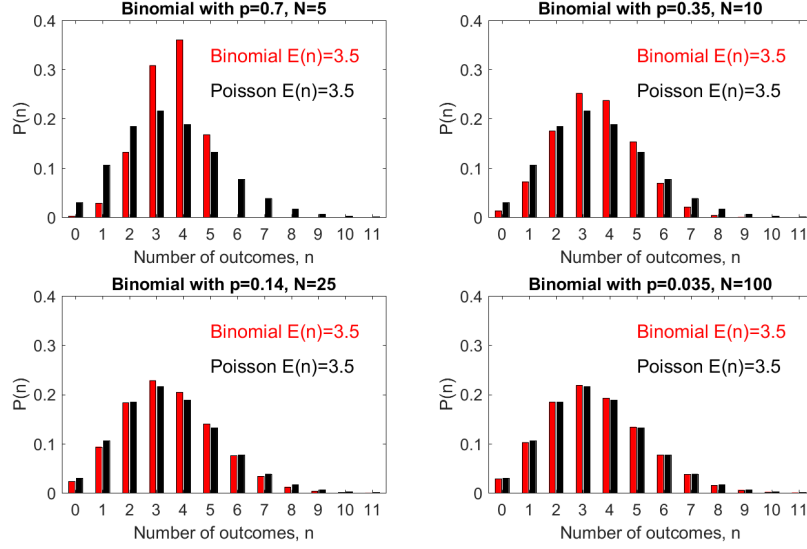 Binomial with p=0.7, N=5
0.4
0.3
0.2
0.1
0
P(n)
Binomial E(n)=3.5
Poisson E(n)=3.5
0 1 2 3 4 5 6 7 8 9 10 11
Number of outcomes, n
Binomial with p=0.35, N=10
0.4
0.3
0.2
0.1
0
P(n)
Binomial E(n)=3.5
Poisson E(n)=3.5
0 1 2 3 4 5 6 7 8 9 10 11
Number of outcomes, n
Binomial with p=0.14, N=25
0.4
0.3
0.2
0.1
0
P(n)
Binomial E(n)=3.5
Poisson E(n)=3.5
0 1 2 3 4 5 6 7 8 9 10 11
Number of outcomes, n
Binomial with p=0.035, N=100
0.4
0.3
0.2
0.1
0
P(n)
Binomial E(n)=3.5
Poisson E(n)=3.5
0 1 2 3 4 5 6 7 8 9 10 11
Number of outcomes, n